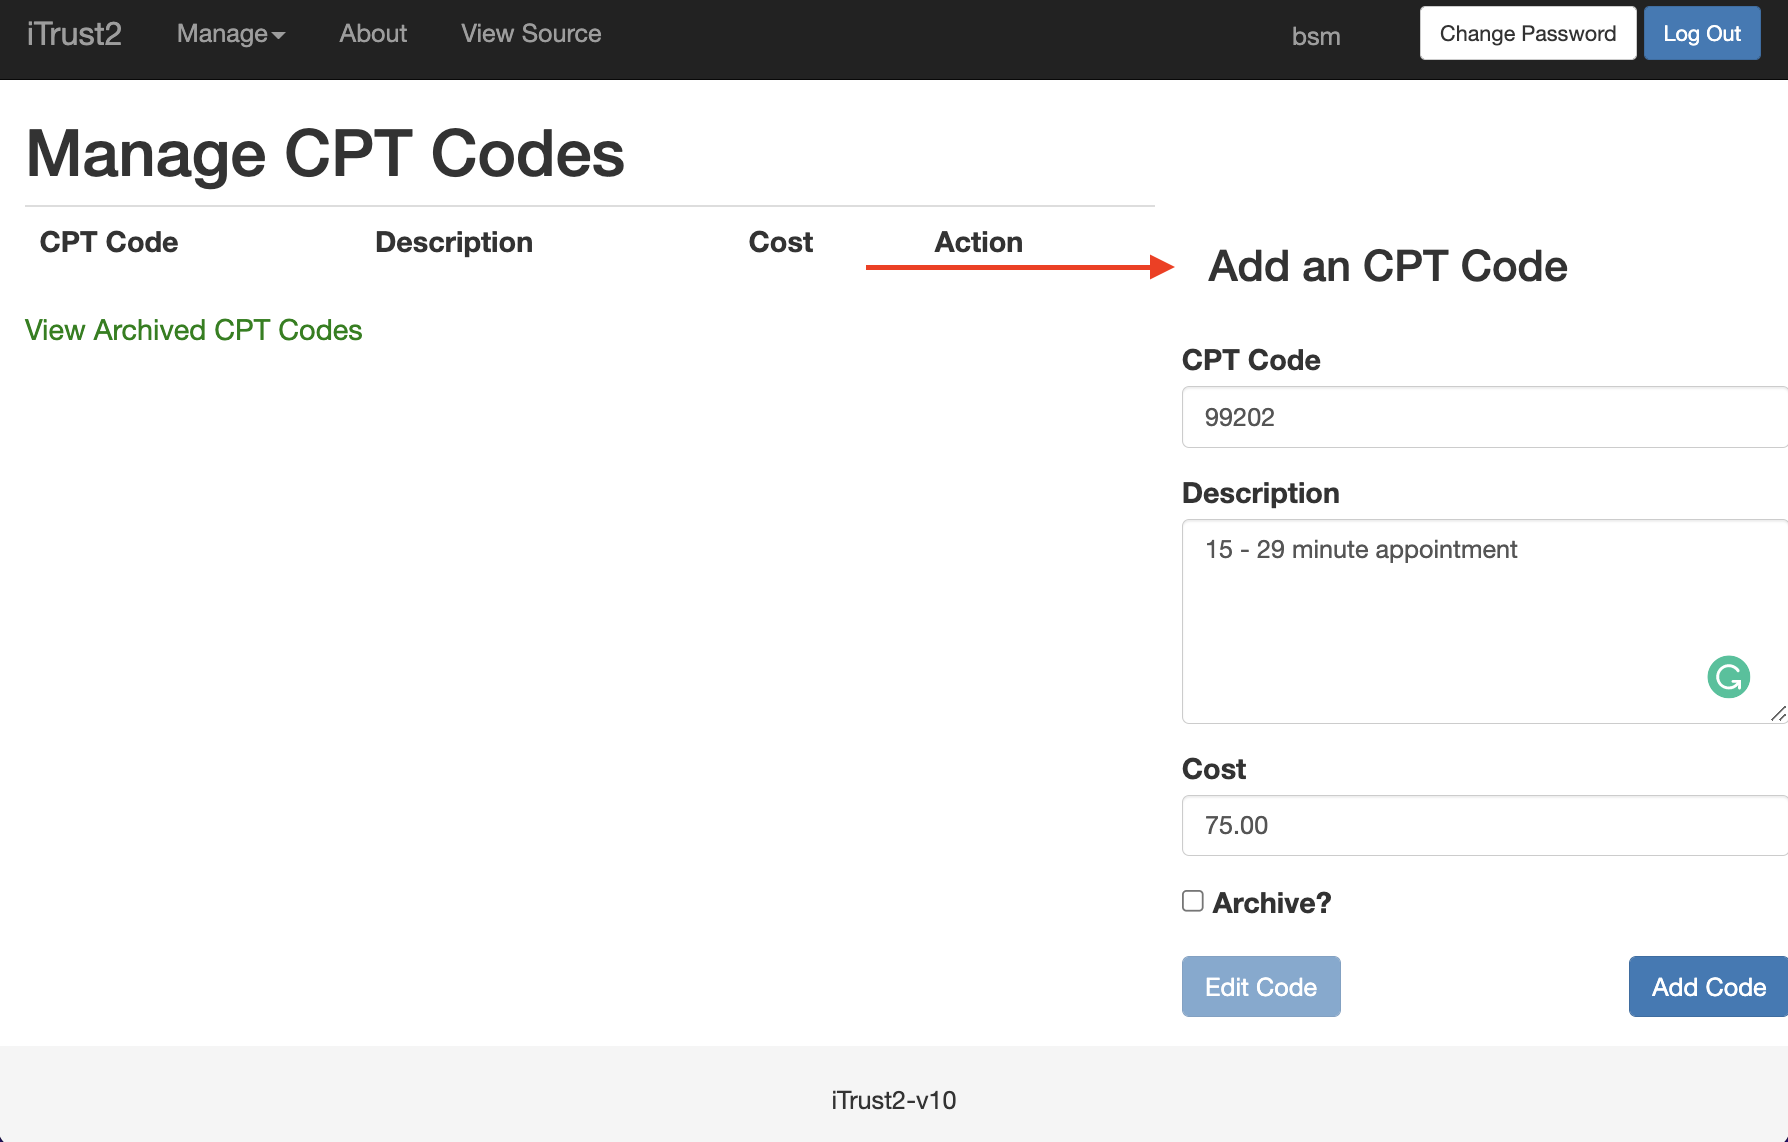 iTrust2 Manage About View Source bsm Change Password Log Out
Manage CPT Codes
CPT Code Description Cost Action
View Archived CPT Codes
Add an CPT Code
CPT Code
99202
Description
15 - 29 minute appointment
Cost
75.00
Archive?
Edit Code Add Code
iTrust2-v10